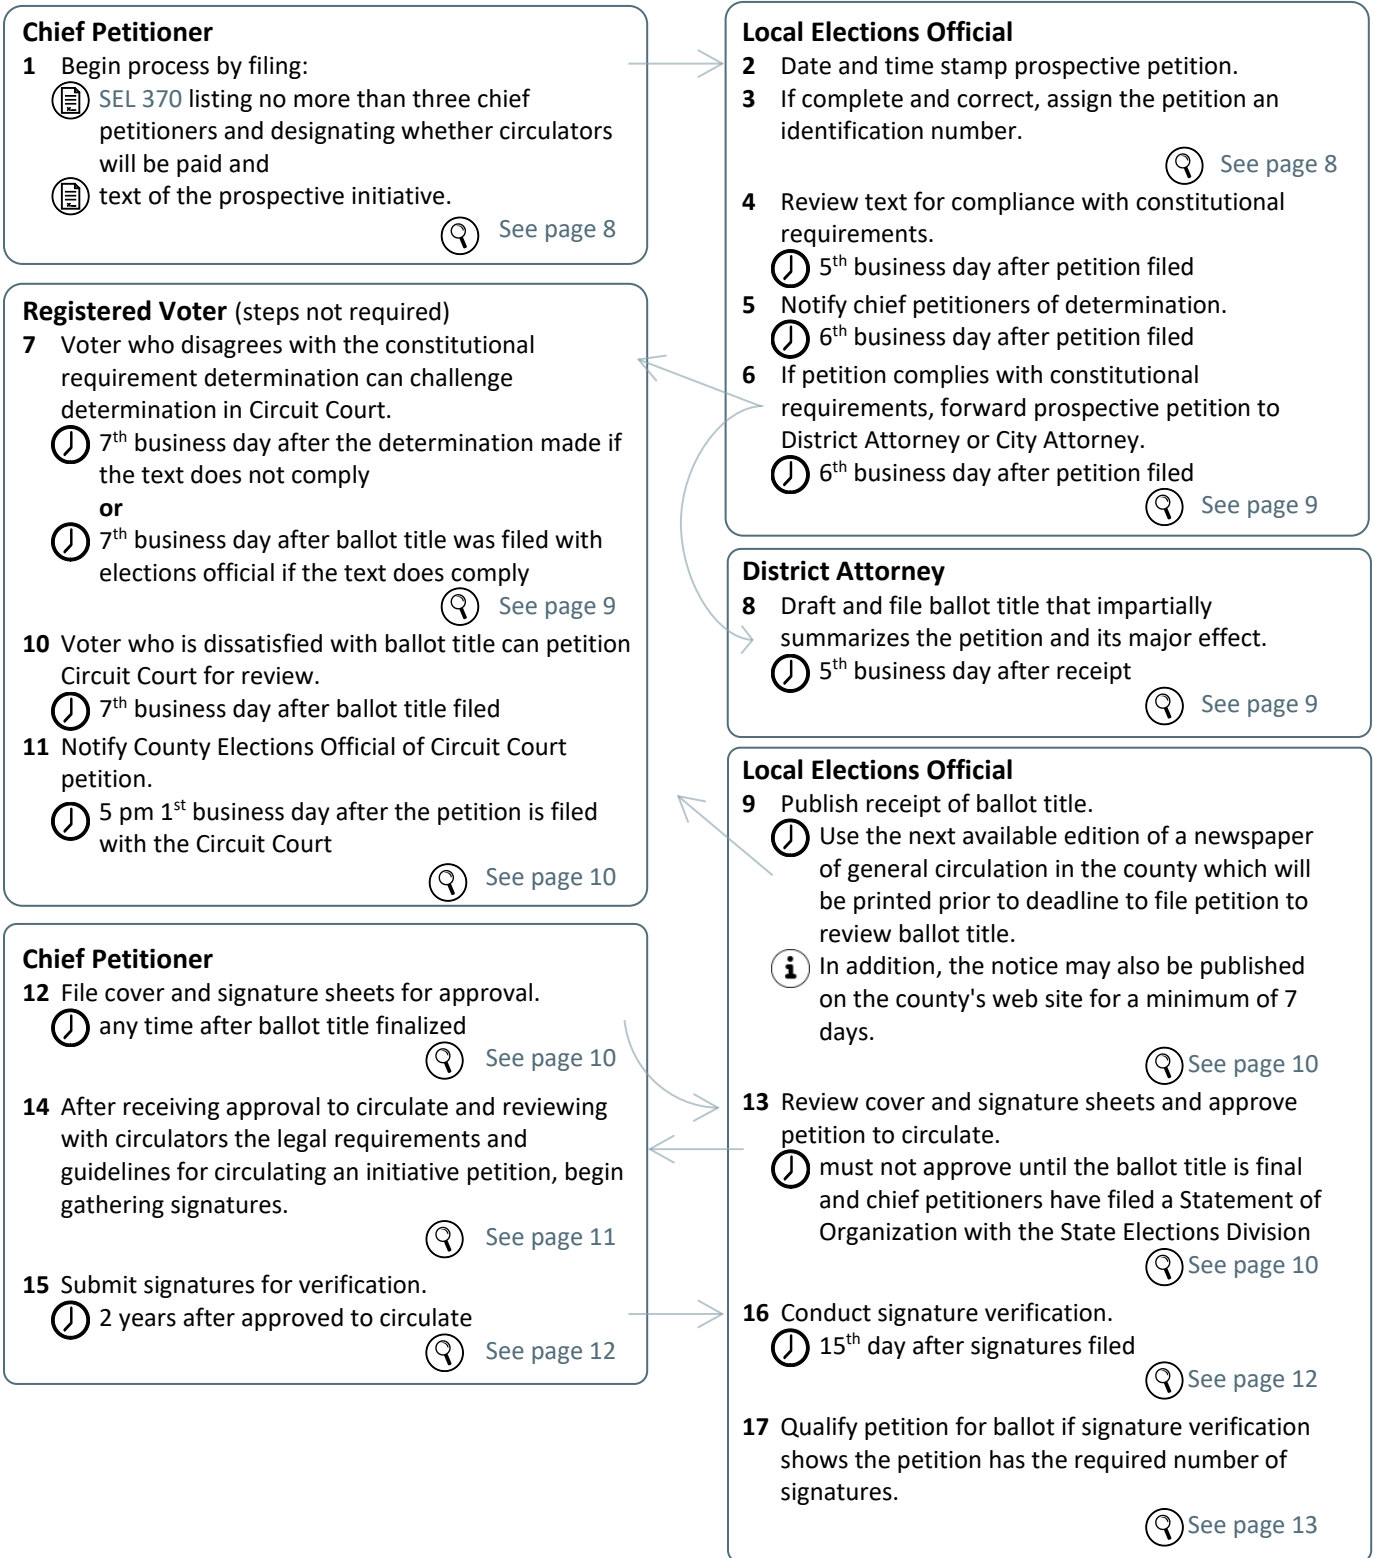 Chief Petitioner
1 Begin process by filing:
SEL 370 listing no more than three chief
petitioners and designating whether circulators
will be paid and
text of the prospective initiative.
See page 8
Local Elections Official
2 Date and time stamp prospective petition.
3 If complete and correct, assign the petition an
identification number.
See page 8
4 Review text for compliance with constitutional
requirements.
5th business day after petition filed
5 Notify chief petitioners of determination.
6th business day after petition filed
6 If petition complies with constitutional
requirements, forward prospective petition to
District Attorney or City Attorney.
6th business day after petition filed
See page 9
Registered Voter (steps not required)
7 Voter who disagrees with the constitutional
requirement determination can challenge
determination in Circuit Court.
7th business day after the determination made if
the text does not comply
or
7th business day after ballot title was filed with
elections official if the text does comply
See page 9
10 Voter who is dissatisfied with ballot title can petition
Circuit Court for review.
7th business day after ballot title filed
11 Notify County Elections Official of Circuit Court
petition.
5 pm 1st business day after the petition is filed
with the Circuit Court
See page 10
District Attorney
8 Draft and file ballot title that impartially
summarizes the petition and its major effect.
5th business day after receipt
See page 9
Local Elections Official
9 Publish receipt of ballot title.
Use the next available edition of a newspaper
of general circulation in the county which will
be printed prior to deadline to file petition to
review ballot title.
In addition, the notice may also be published
on the county's web site for a minimum of 7
days.
See page 10
13 Review cover and signature sheets and approve
petition to circulate.
must not approve until the ballot title is final
and chief petitioners have filed a Statement of
Organization with the State Elections Division
See page 10
16 Conduct signature verification.
15th day after signatures filed
See page 12
17 Qualify petition for ballot if signature verification
shows the petition has the required number of
signatures.
See page 13
Chief Petitioner
12 File cover and signature sheets for approval.
any time after ballot title finalized
See page 10
14 After receiving approval to circulate and reviewing
with circulators the legal requirements and
guidelines for circulating an initiative petition, begin
gathering signatures.
See page 11
15 Submit signatures for verification.
2 years after approved to circulate
See page 12